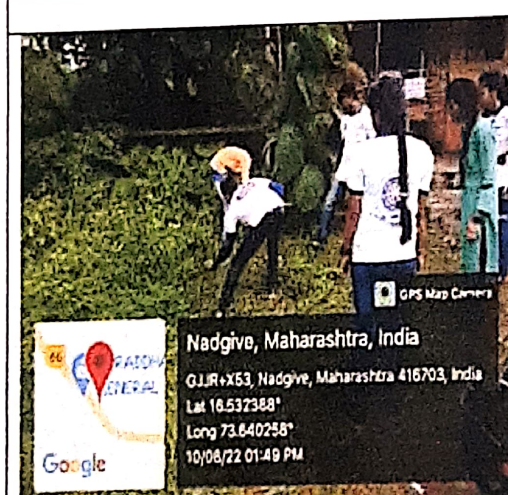 GPS Map Camera
Nadgive, Maharashtra, India
GJJR+X53, Nadgive, Maharashtra 416703, India
Lat 16.532388°
Long 73.640258°
10/06/22 01:49 PM
66
GENERAL
Google